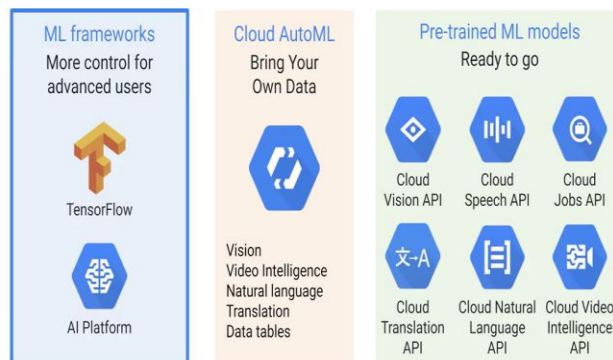 ML frameworks
More control for
advanced users
TensorFlow
AI Platform
Cloud AutoML
Bring Your
Own Data
Vision
Video Intelligence
Natural language
Translation
Data tables
Pre-trained ML models
Ready to go
Cloud
Vision API
Cloud
Speech API
Cloud
Jobs API
文→A
Cloud
Translation
API
Cloud Natural
Language
API
Cloud Video
Intelligence
API